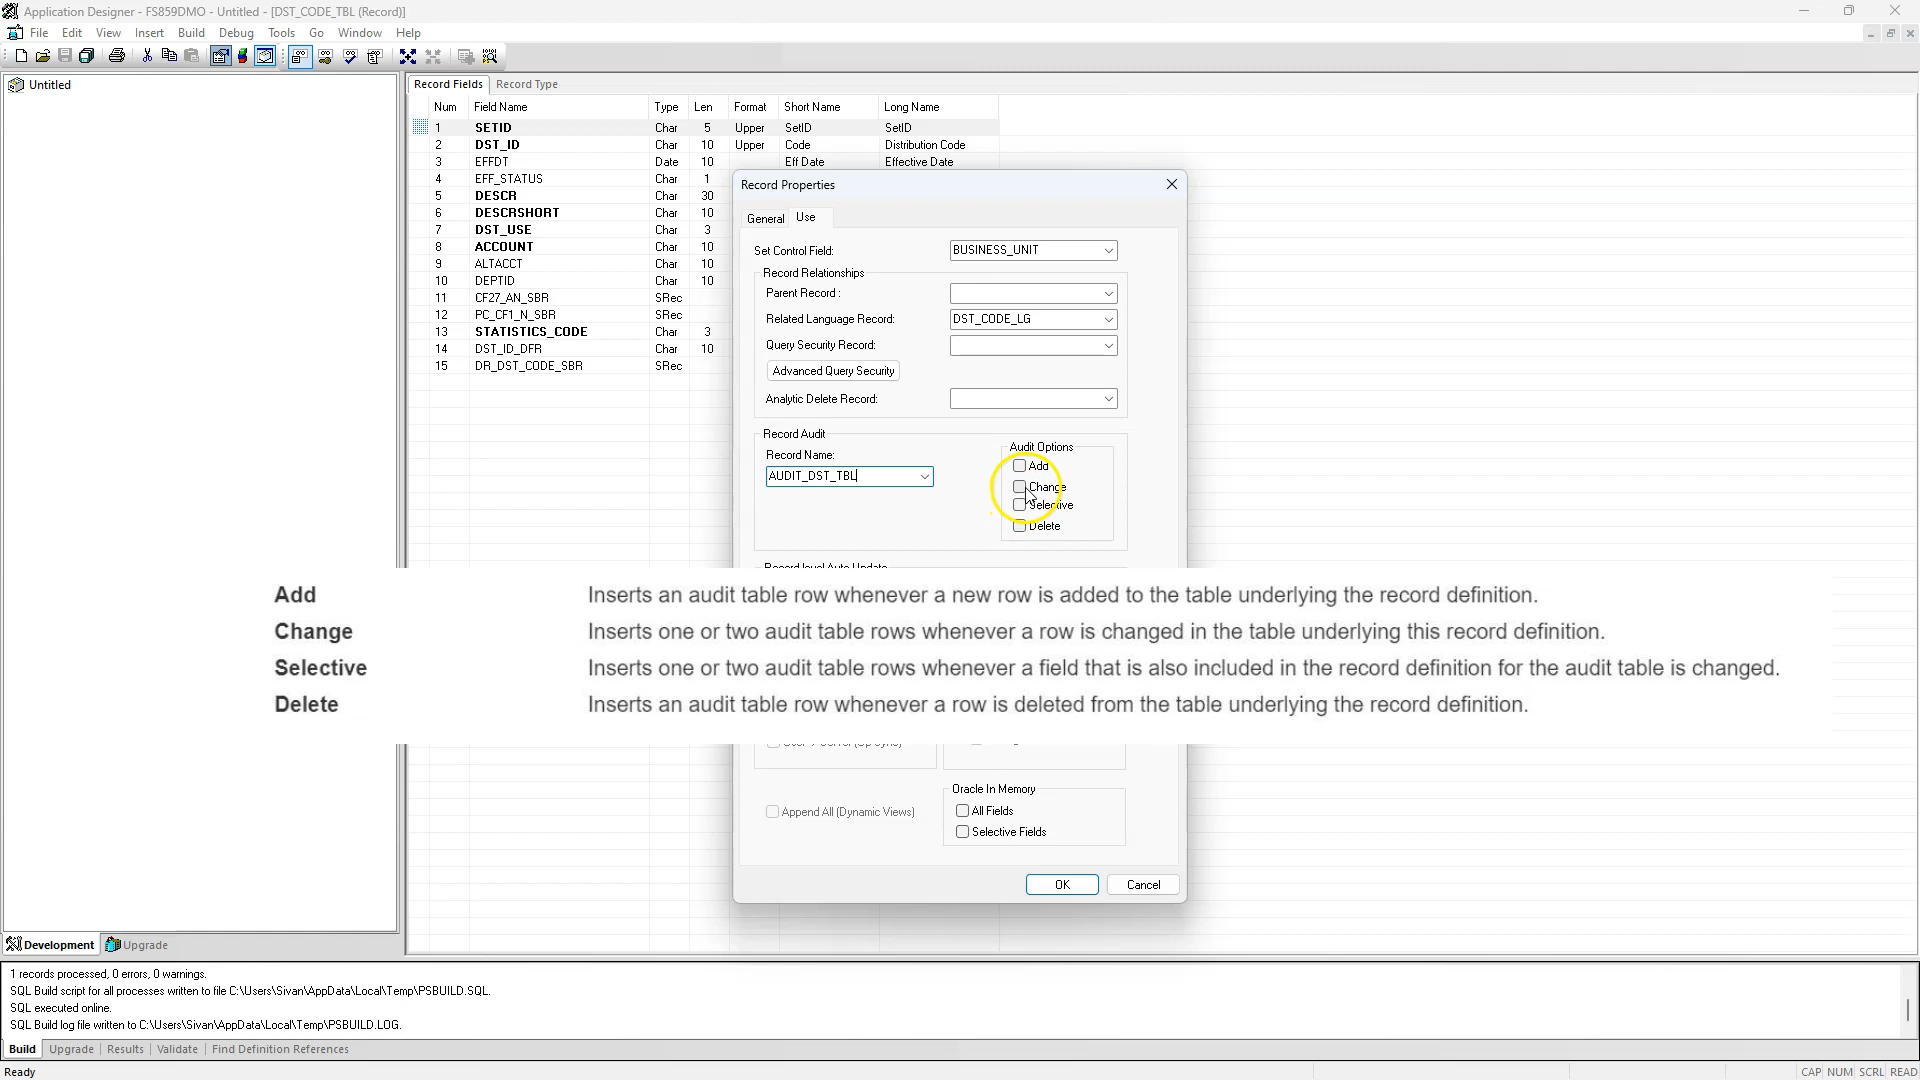 Application Designer - FS859DMO - Untitled - [DST_CODE_TBL (Record)]
File Edit View Insert Build Debug Tools Go Window Help
Untitled
Record Fields Record Type
Num Field Name Type Len Format Short Name Long Name
1 SETID Char 5 Upper SetID SetID
2 DST_ID Char 10 Upper Code Distribution Code
3 EFFDT Date 10 Eff Date Effective Date
4 EFF_STATUS Char 1
5 DESCR Char 30
6 DESCRSHORT Char 10
7 DST_USE Char 3
8 ACCOUNT Char 10
9 ALTACCT Char 10
10 DEPTID Char 10
11 CF27_AN_SBR SRec
12 PC_CF1_N_SBR SRec
13 STATISTICS_CODE Char 3
14 DST_ID_DFR Char 10
15 DR_DST_CODE_SBR SRec
Record Properties
General Use
Set Control Field: BUSINESS_UNIT
Record Relationships
Parent Record :
Related Language Record: DST_CODE_LG
Query Security Record:
Advanced Query Security
Analytic Delete Record:
Record Audit
Record Name:
AUDIT_DST_TBL
Audit Options
Add
Change
Selective
Delete
Record level Auto Update
Add Inserts an audit table row whenever a new row is added to the table underlying the record definition.
Change Inserts one or two audit table rows whenever a row is changed in the table underlying this record definition.
Selective Inserts one or two audit table rows whenever a field that is also included in the record definition for the audit table is changed.
Delete Inserts an audit table row whenever a row is deleted from the table underlying the record definition.
Append All (Dynamic Views)
Oracle In Memory
All Fields
Selective Fields
OK Cancel
Development Upgrade
1 records processed, 0 errors, 0 warnings.
SQL Build script for all processes written to file C:\Users\Sivan\AppData\Local\Temp\PSBUILD.SQL.
SQL executed online.
SQL Build log file written to C:\Users\Sivan\AppData\Local\Temp\PSBUILD.LOG.
Build Upgrade Results Validate Find Definition References
Ready CAP NUM SCRL READ